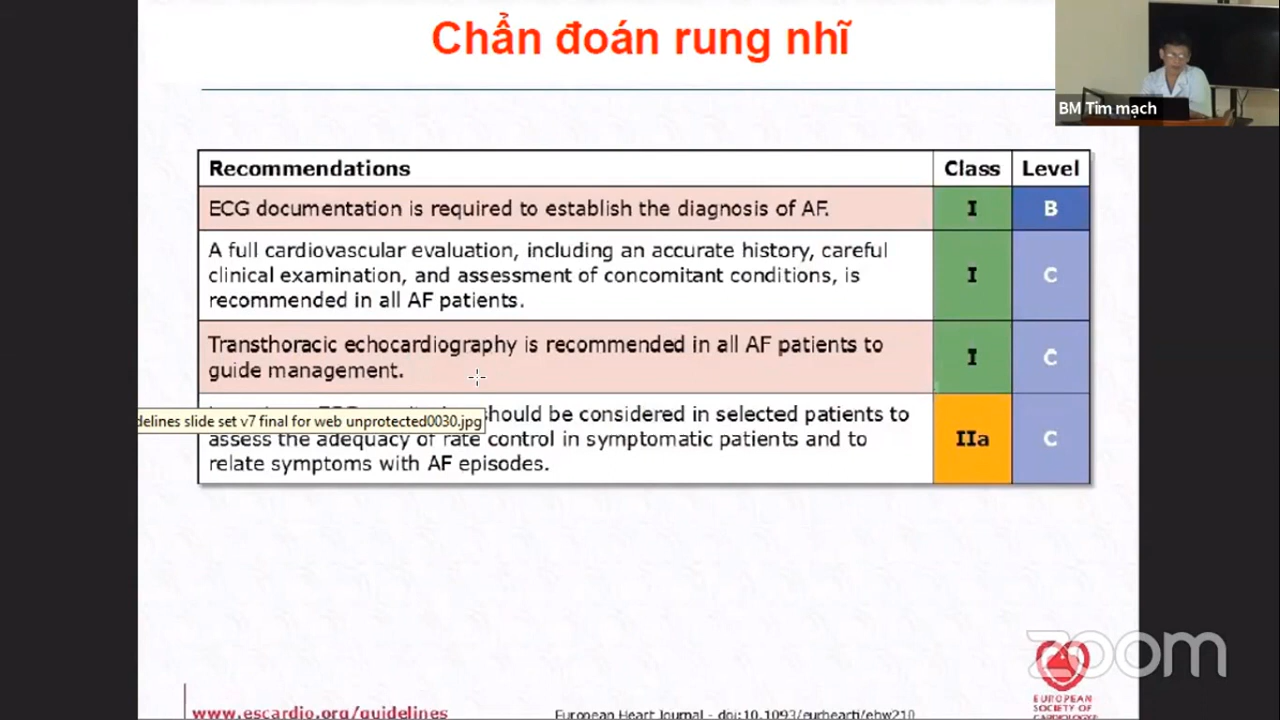 Chẩn đoán rung nhĩ
BM Tim mạch
Recommendations Class Level
ECG documentation is required to establish the diagnosis of AF. I B
A full cardiovascular evaluation, including an accurate history, careful
clinical examination, and assessment of concomitant conditions, is
recommended in all AF patients.
I C
Transthoracic echocardiography is recommended in all AF patients to
guide management.
I C
should be considered in selected patients to
delines slide set v7 final for web unprotected0030.jpg
assess the adequacy of rate control in symptomatic patients and to
relate symptoms with AF episodes.
IIa C
zoom
EUROPEAN
SOCIETY OF
CARDIOLOGY
www.escardio.org/guidelines
European Heart Journal - doi:10.1093/eurheartj/ehw210